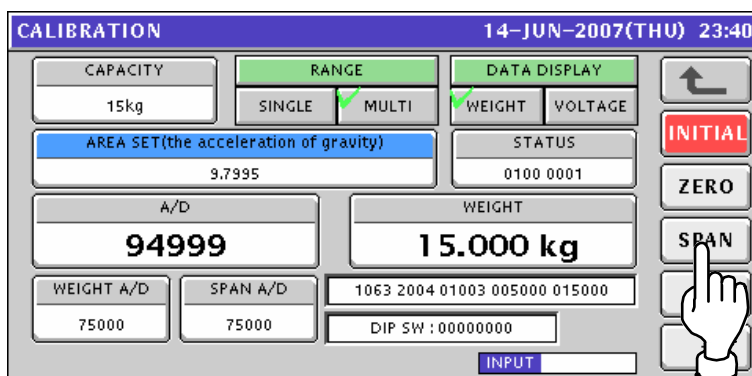 CALIBRATION 14-JUN-2007(THU) 23:40
CAPACITY RANGE DATA DISPLAY
15kg SINGLE MULTI WEIGHT VOLTAGE
INITIAL
AREA SET(the acceleration of gravity) STATUS
9.7995 0100 0001
ZERO
A/D WEIGHT
94999 15.000 kg
SPAN
WEIGHT A/D SPAN A/D 1063 2004 01003 005000 015000
75000 75000 DIP SW : 00000000
INPUT